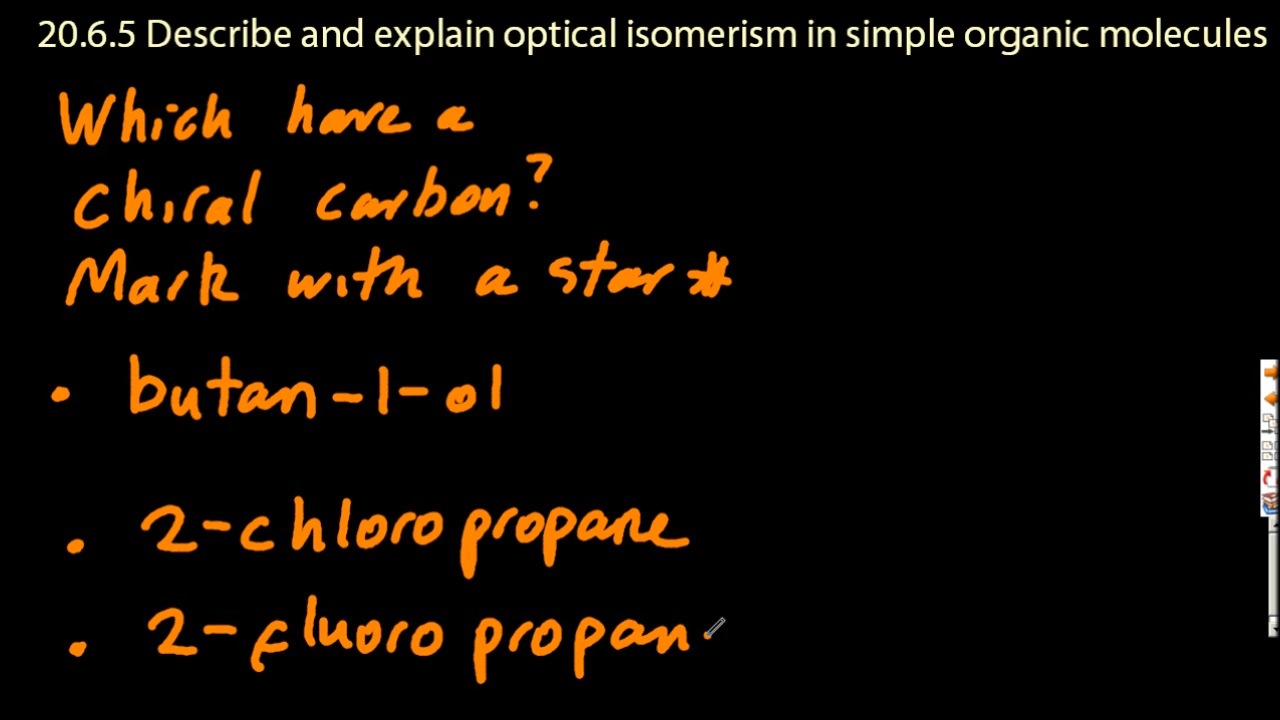 20.6.5 Describe and explain optical isomerism in simple organic molecules
Which have a
chiral carbon?
Mark with a star *
• butan-1-ol
• 2-chloropropane
• 2-fluoropropan